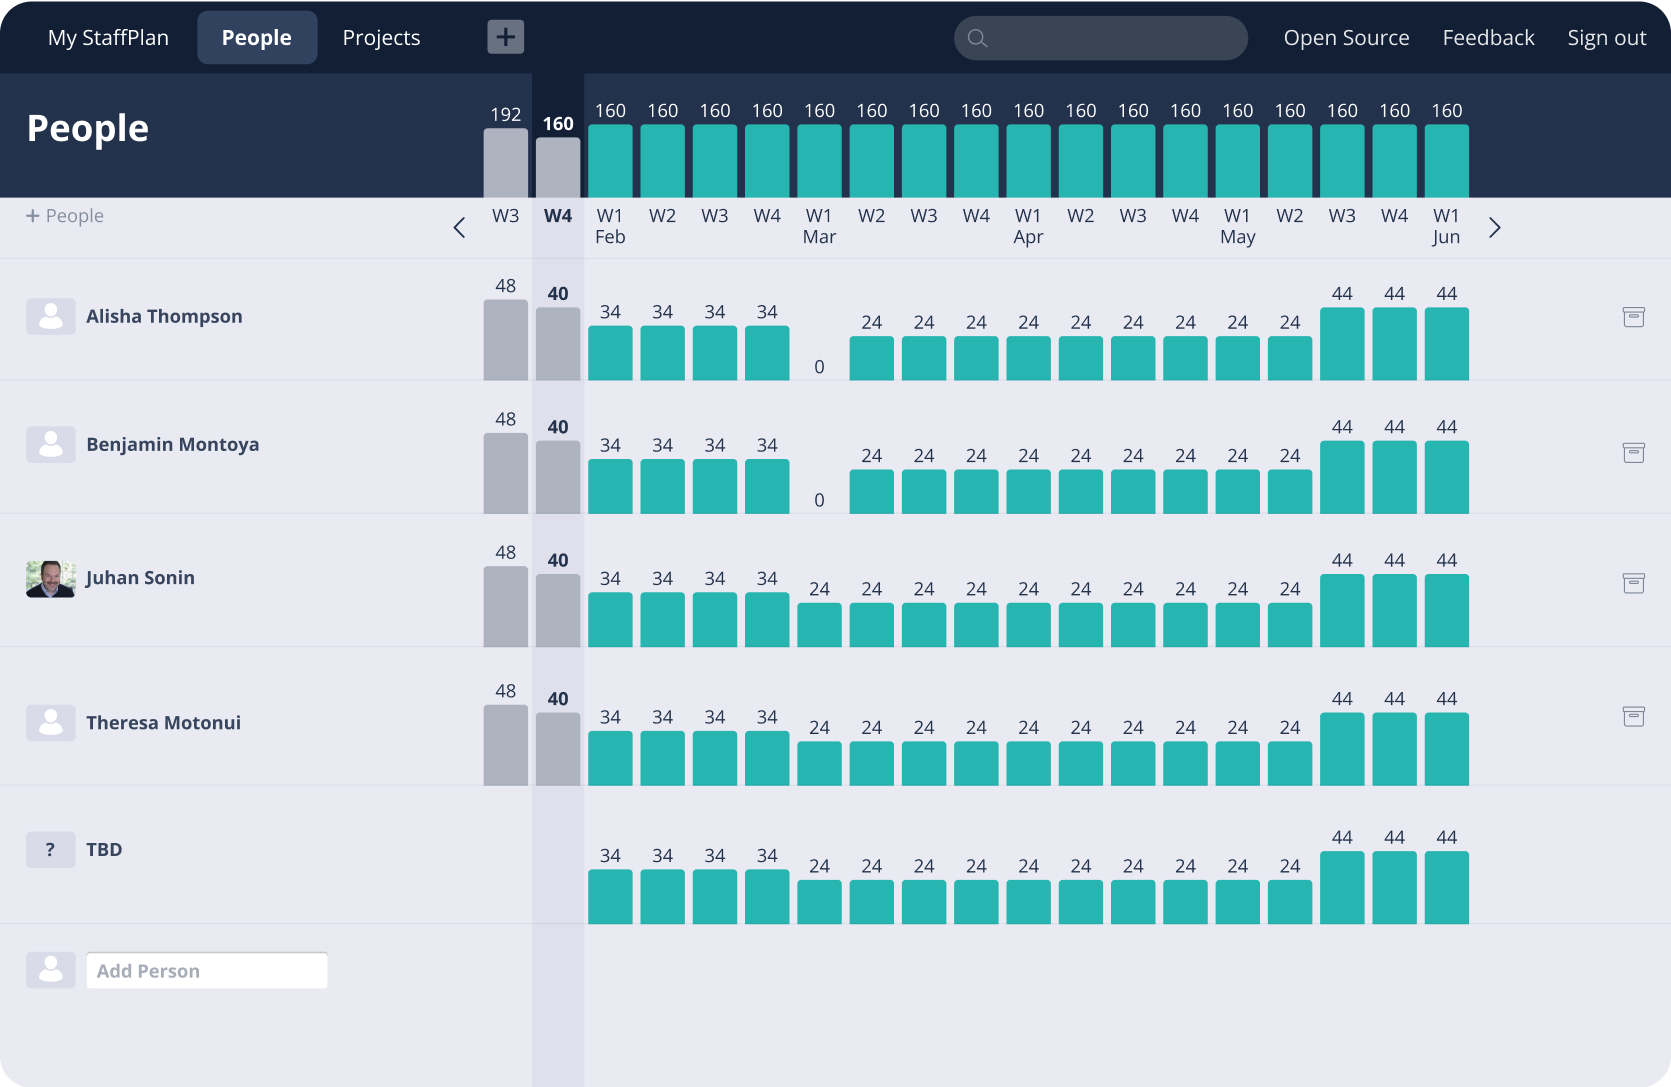 My StaffPlan People Projects + Open Source Feedback Sign out
People
192 160 160 160 160 160 160 160 160 160 160 160 160 160 160 160 160 160 160
+ People
W3 W4 W1 W2 W3 W4 W1 W2 W3 W4 W1 W2 W3 W4 W1 W2 W3 W4 W1
Feb Mar Apr May Jun
Alisha Thompson
48 40 34 34 34 34 0 24 24 24 24 24 24 24 24 24 44 44 44
Benjamin Montoya
48 40 34 34 34 34 0 24 24 24 24 24 24 24 24 24 44 44 44
Juhan Sonin
48 40 34 34 34 34 24 24 24 24 24 24 24 24 24 24 44 44 44
Theresa Motonui
48 40 34 34 34 34 24 24 24 24 24 24 24 24 24 24 44 44 44
? TBD
34 34 34 34 24 24 24 24 24 24 24 24 24 24 44 44 44
Add Person